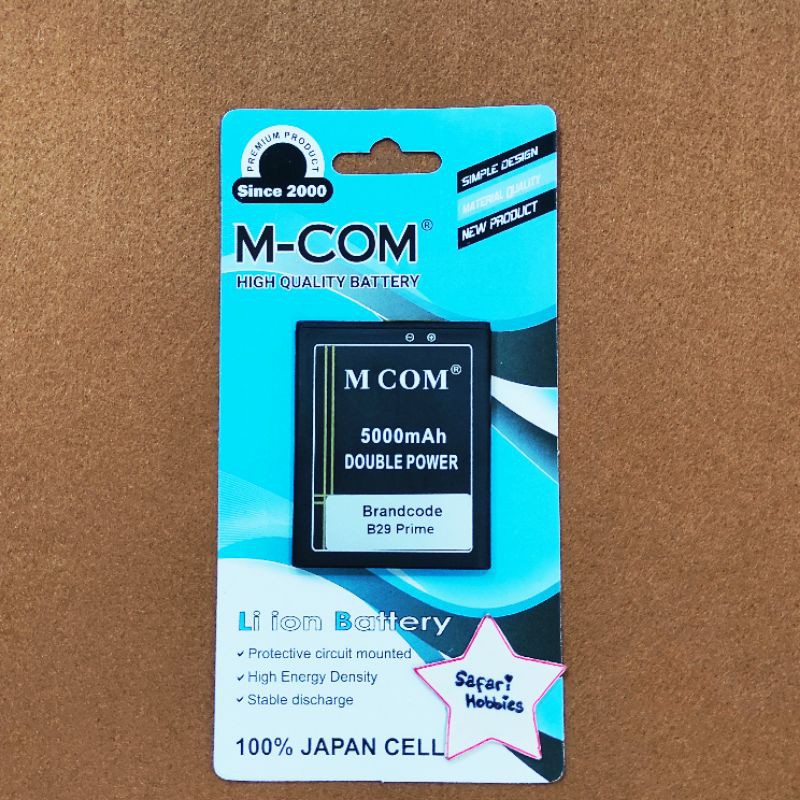 PREMIUM PRODUCT
Since 2000
SIMPLE DESIGN
MATERIAL QUALITY
NEW PRODUCT
M-COM®
HIGH QUALITY BATTERY
⊖ ⊕
M COM®
5000mAh
DOUBLE POWER
Brandcode
B29 Prime
Li ion Battery
✓ Protective circuit mounted
✓ High Energy Density
✓ Stable discharge
Safari
Hobbies
100% JAPAN CELL